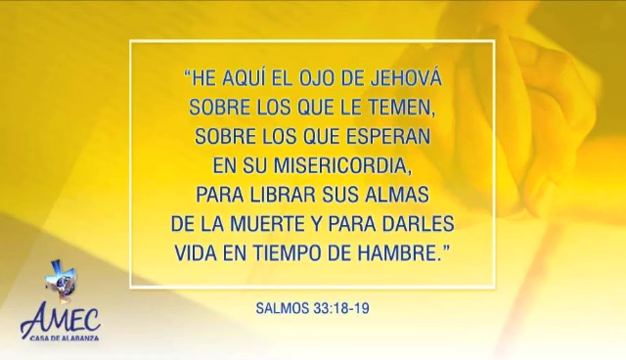 “HE AQUÍ EL OJO DE JEHOVÁ
SOBRE LOS QUE LE TEMEN,
SOBRE LOS QUE ESPERAN
EN SU MISERICORDIA,
PARA LIBRAR SUS ALMAS
DE LA MUERTE Y PARA DARLES
VIDA EN TIEMPO DE HAMBRE.”
SALMOS 33:18-19
AMEC
CASA DE ALABANZA